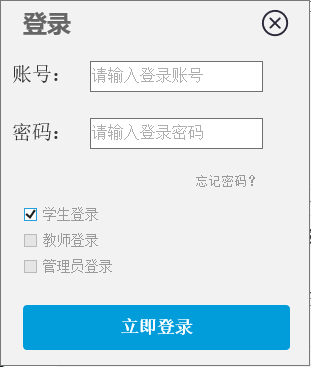 登录
账号： 请输入登录账号
密码： 请输入登录密码
忘记密码？
学生登录
教师登录
管理员登录
立即登录